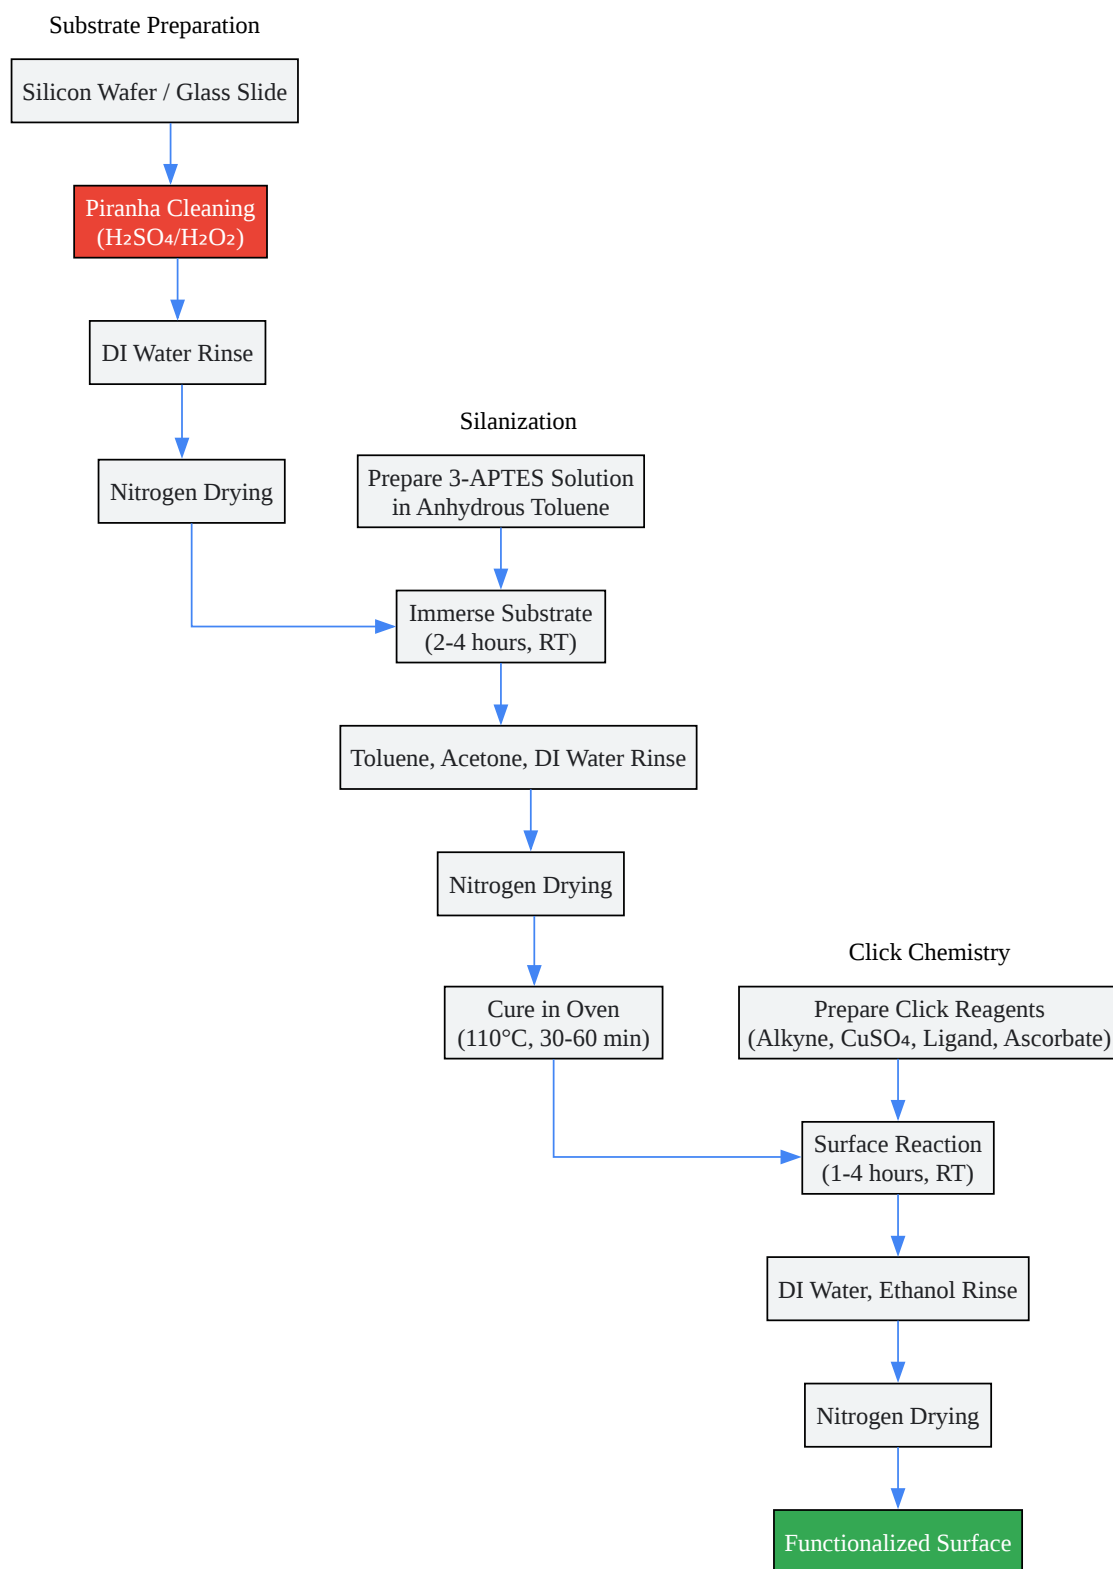 Substrate Preparation
Silicon Wafer / Glass Slide
Piranha Cleaning
(H₂SO₄/H₂O₂)
DI Water Rinse
Nitrogen Drying
Silanization
Prepare 3-APTES Solution
in Anhydrous Toluene
Immerse Substrate
(2-4 hours, RT)
Toluene, Acetone, DI Water Rinse
Nitrogen Drying
Cure in Oven
(110°C, 30-60 min)
Click Chemistry
Prepare Click Reagents
(Alkyne, CuSO₄, Ligand, Ascorbate)
Surface Reaction
(1-4 hours, RT)
DI Water, Ethanol Rinse
Nitrogen Drying
Functionalized Surface